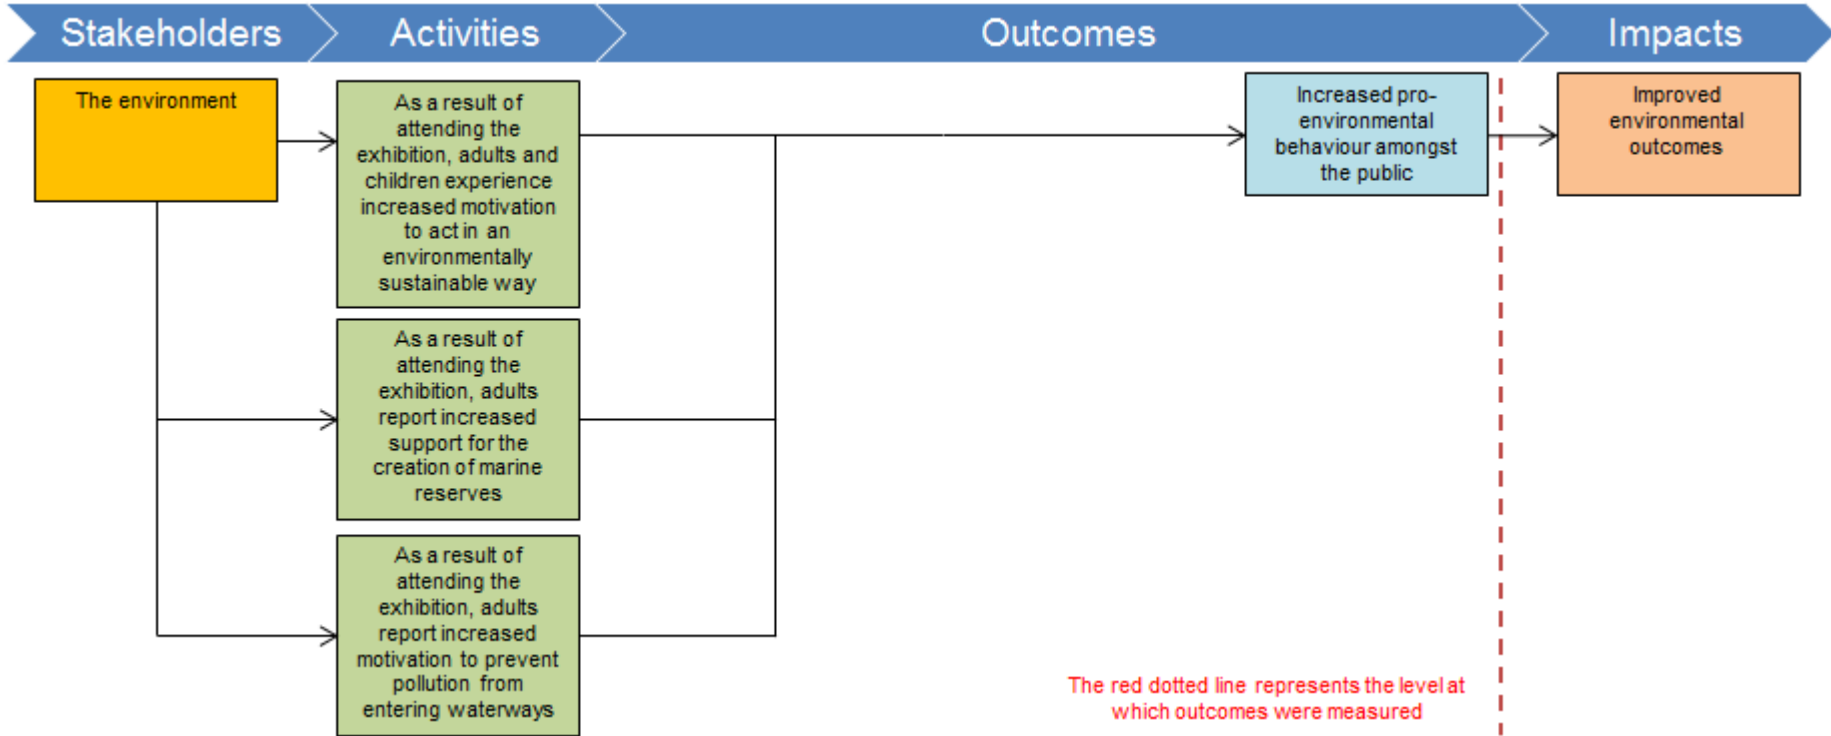 Stakeholders
Activities
Outcomes
Impacts
The environment
As a result of
attending the
exhibition, adults and
children experience
increased motivation
to act in an
environmentally
sustainable way
Increased pro-
environmental
behaviour amongst
the public
Improved
environmental
outcomes
As a result of
attending the
exhibition, adults
report increased
support for the
creation of marine
reserves
As a result of
attending the
exhibition, adults
report increased
motivation to prevent
pollution from
entering waterways
The red dotted line represents the level at
which outcomes were measured